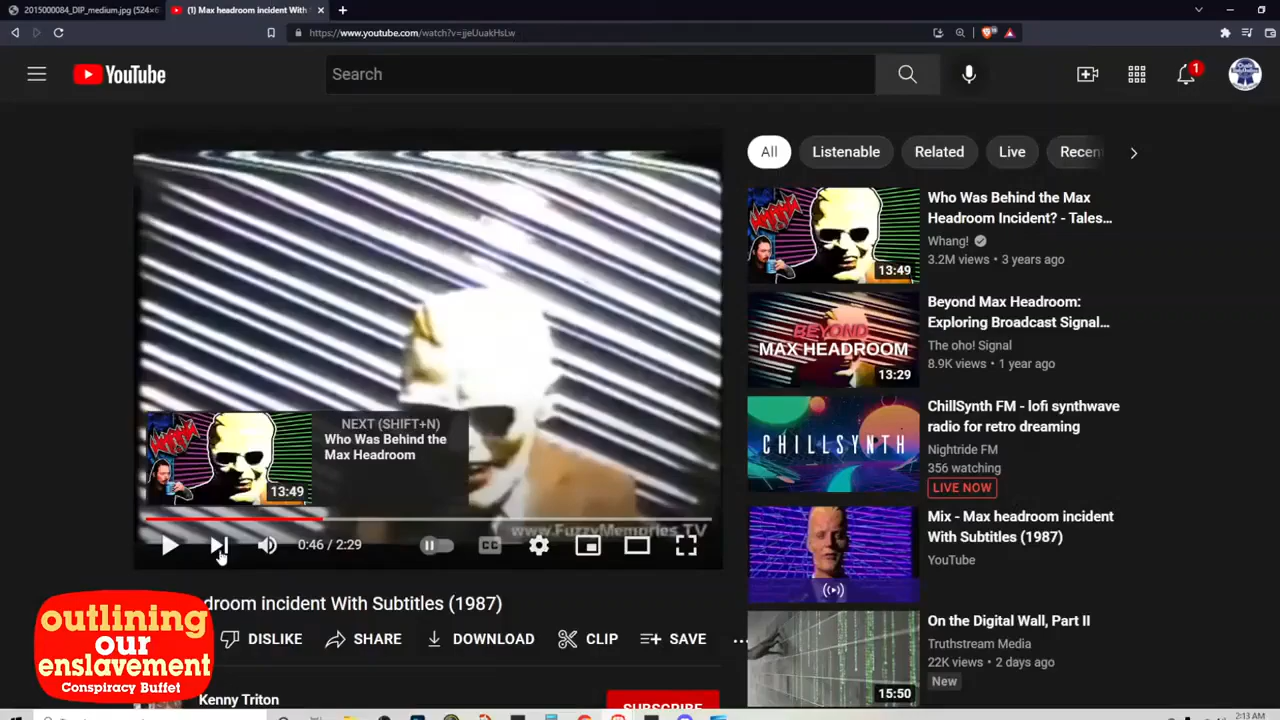 2015000084_DIP_medium.jpg (524×6
(1) Max headroom incident With
https://www.youtube.com/watch?v=jjeUuakHsLw
YouTube
Search
1
All
Listenable
Related
Live
Recen
Who Was Behind the Max
Headroom Incident? - Tales...
Whang!
3.2M views • 3 years ago
13:49
Beyond Max Headroom:
Exploring Broadcast Signal...
The oho! Signal
8.9K views • 1 year ago
BEYOND
MAX HEADROOM
13:29
ChillSynth FM - lofi synthwave
radio for retro dreaming
Nightride FM
356 watching
LIVE NOW
CHILLSYNTH
Mix - Max headroom incident
With Subtitles (1987)
YouTube
On the Digital Wall, Part II
Truthstream Media
22K views • 2 days ago
New
15:50
NEXT (SHIFT+N)
Who Was Behind the
Max Headroom
13:49
www.FuzzyMemories.TV
0:46 / 2:29
CC
droom incident With Subtitles (1987)
DISLIKE
SHARE
DOWNLOAD
CLIP
SAVE
outlining
our
enslavement
Conspiracy Buffet
Kenny Triton
SUBSCRIBE
2:13 AM